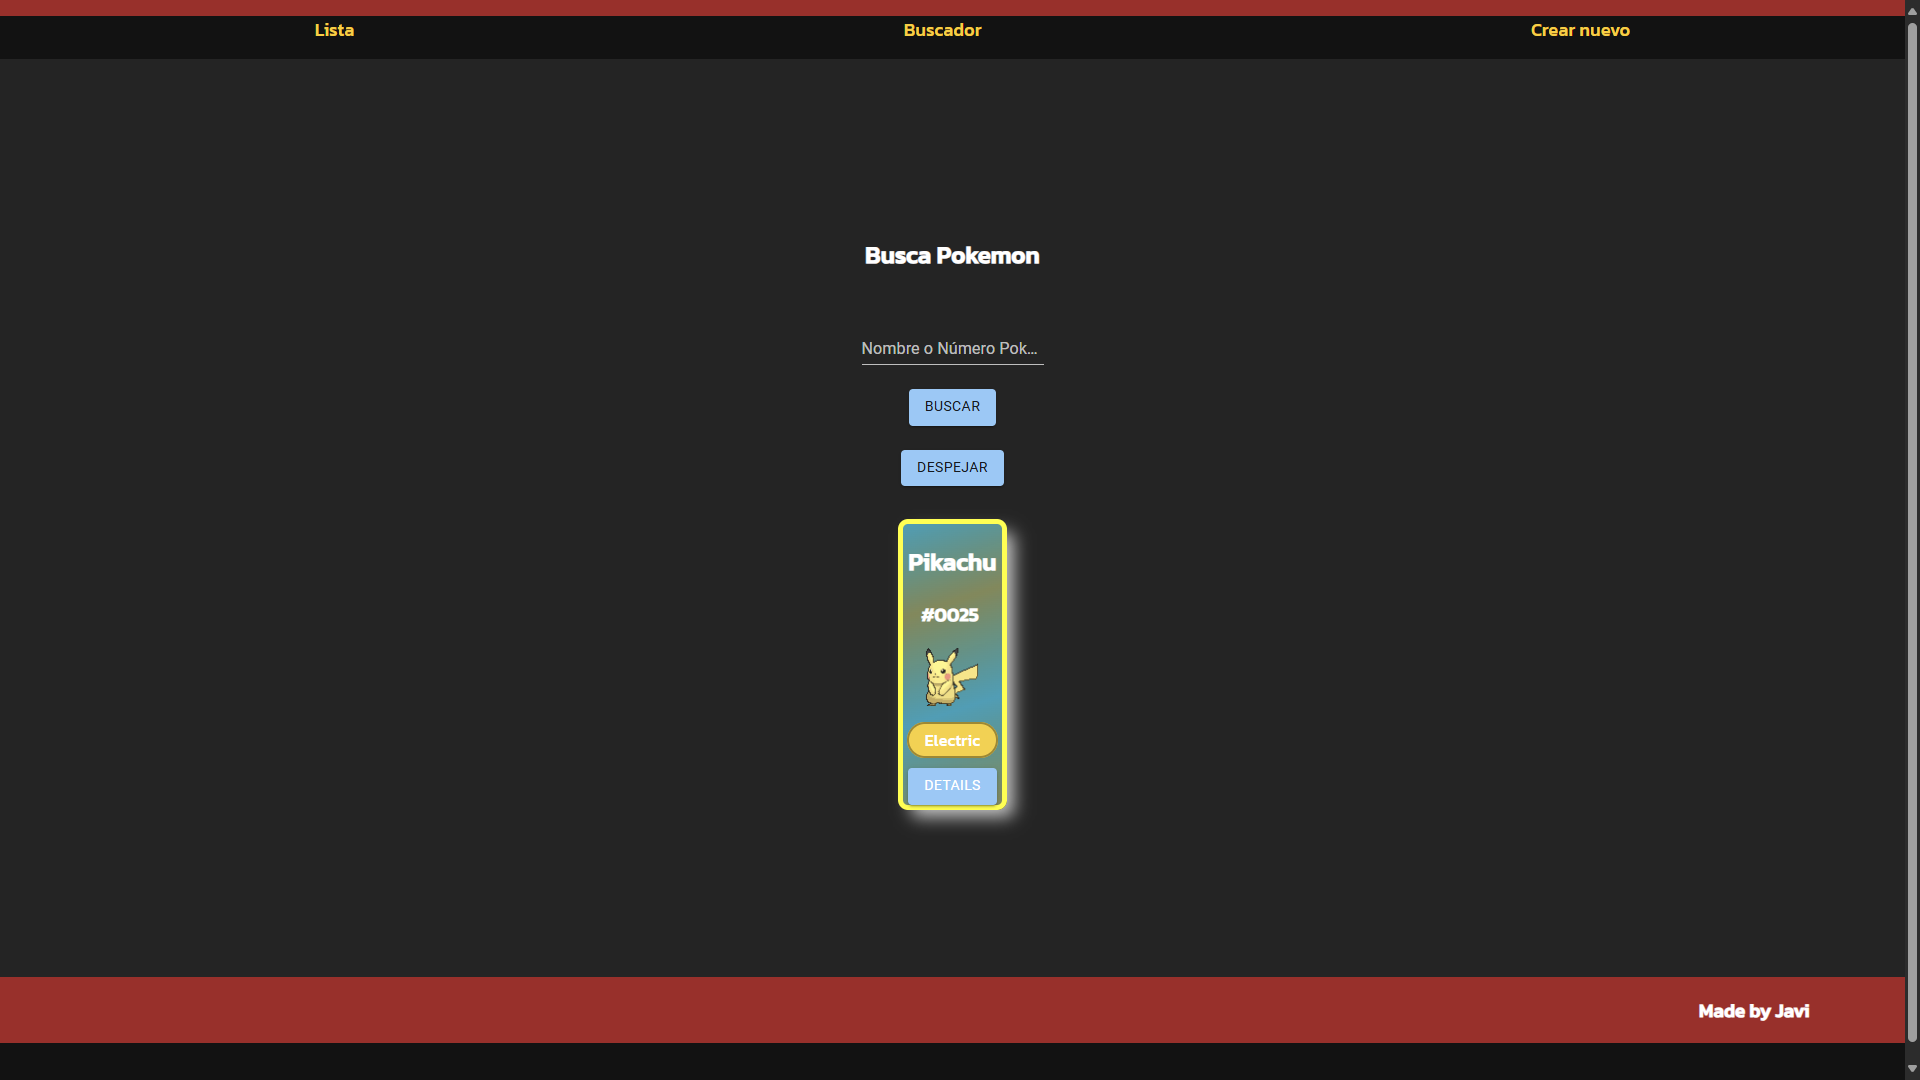 Lista
Buscador
Crear nuevo
Busca Pokemon
Nombre o Número Pok...
BUSCAR
DESPEJAR
Pikachu
#0025
Electric
DETAILS
Made by Javi